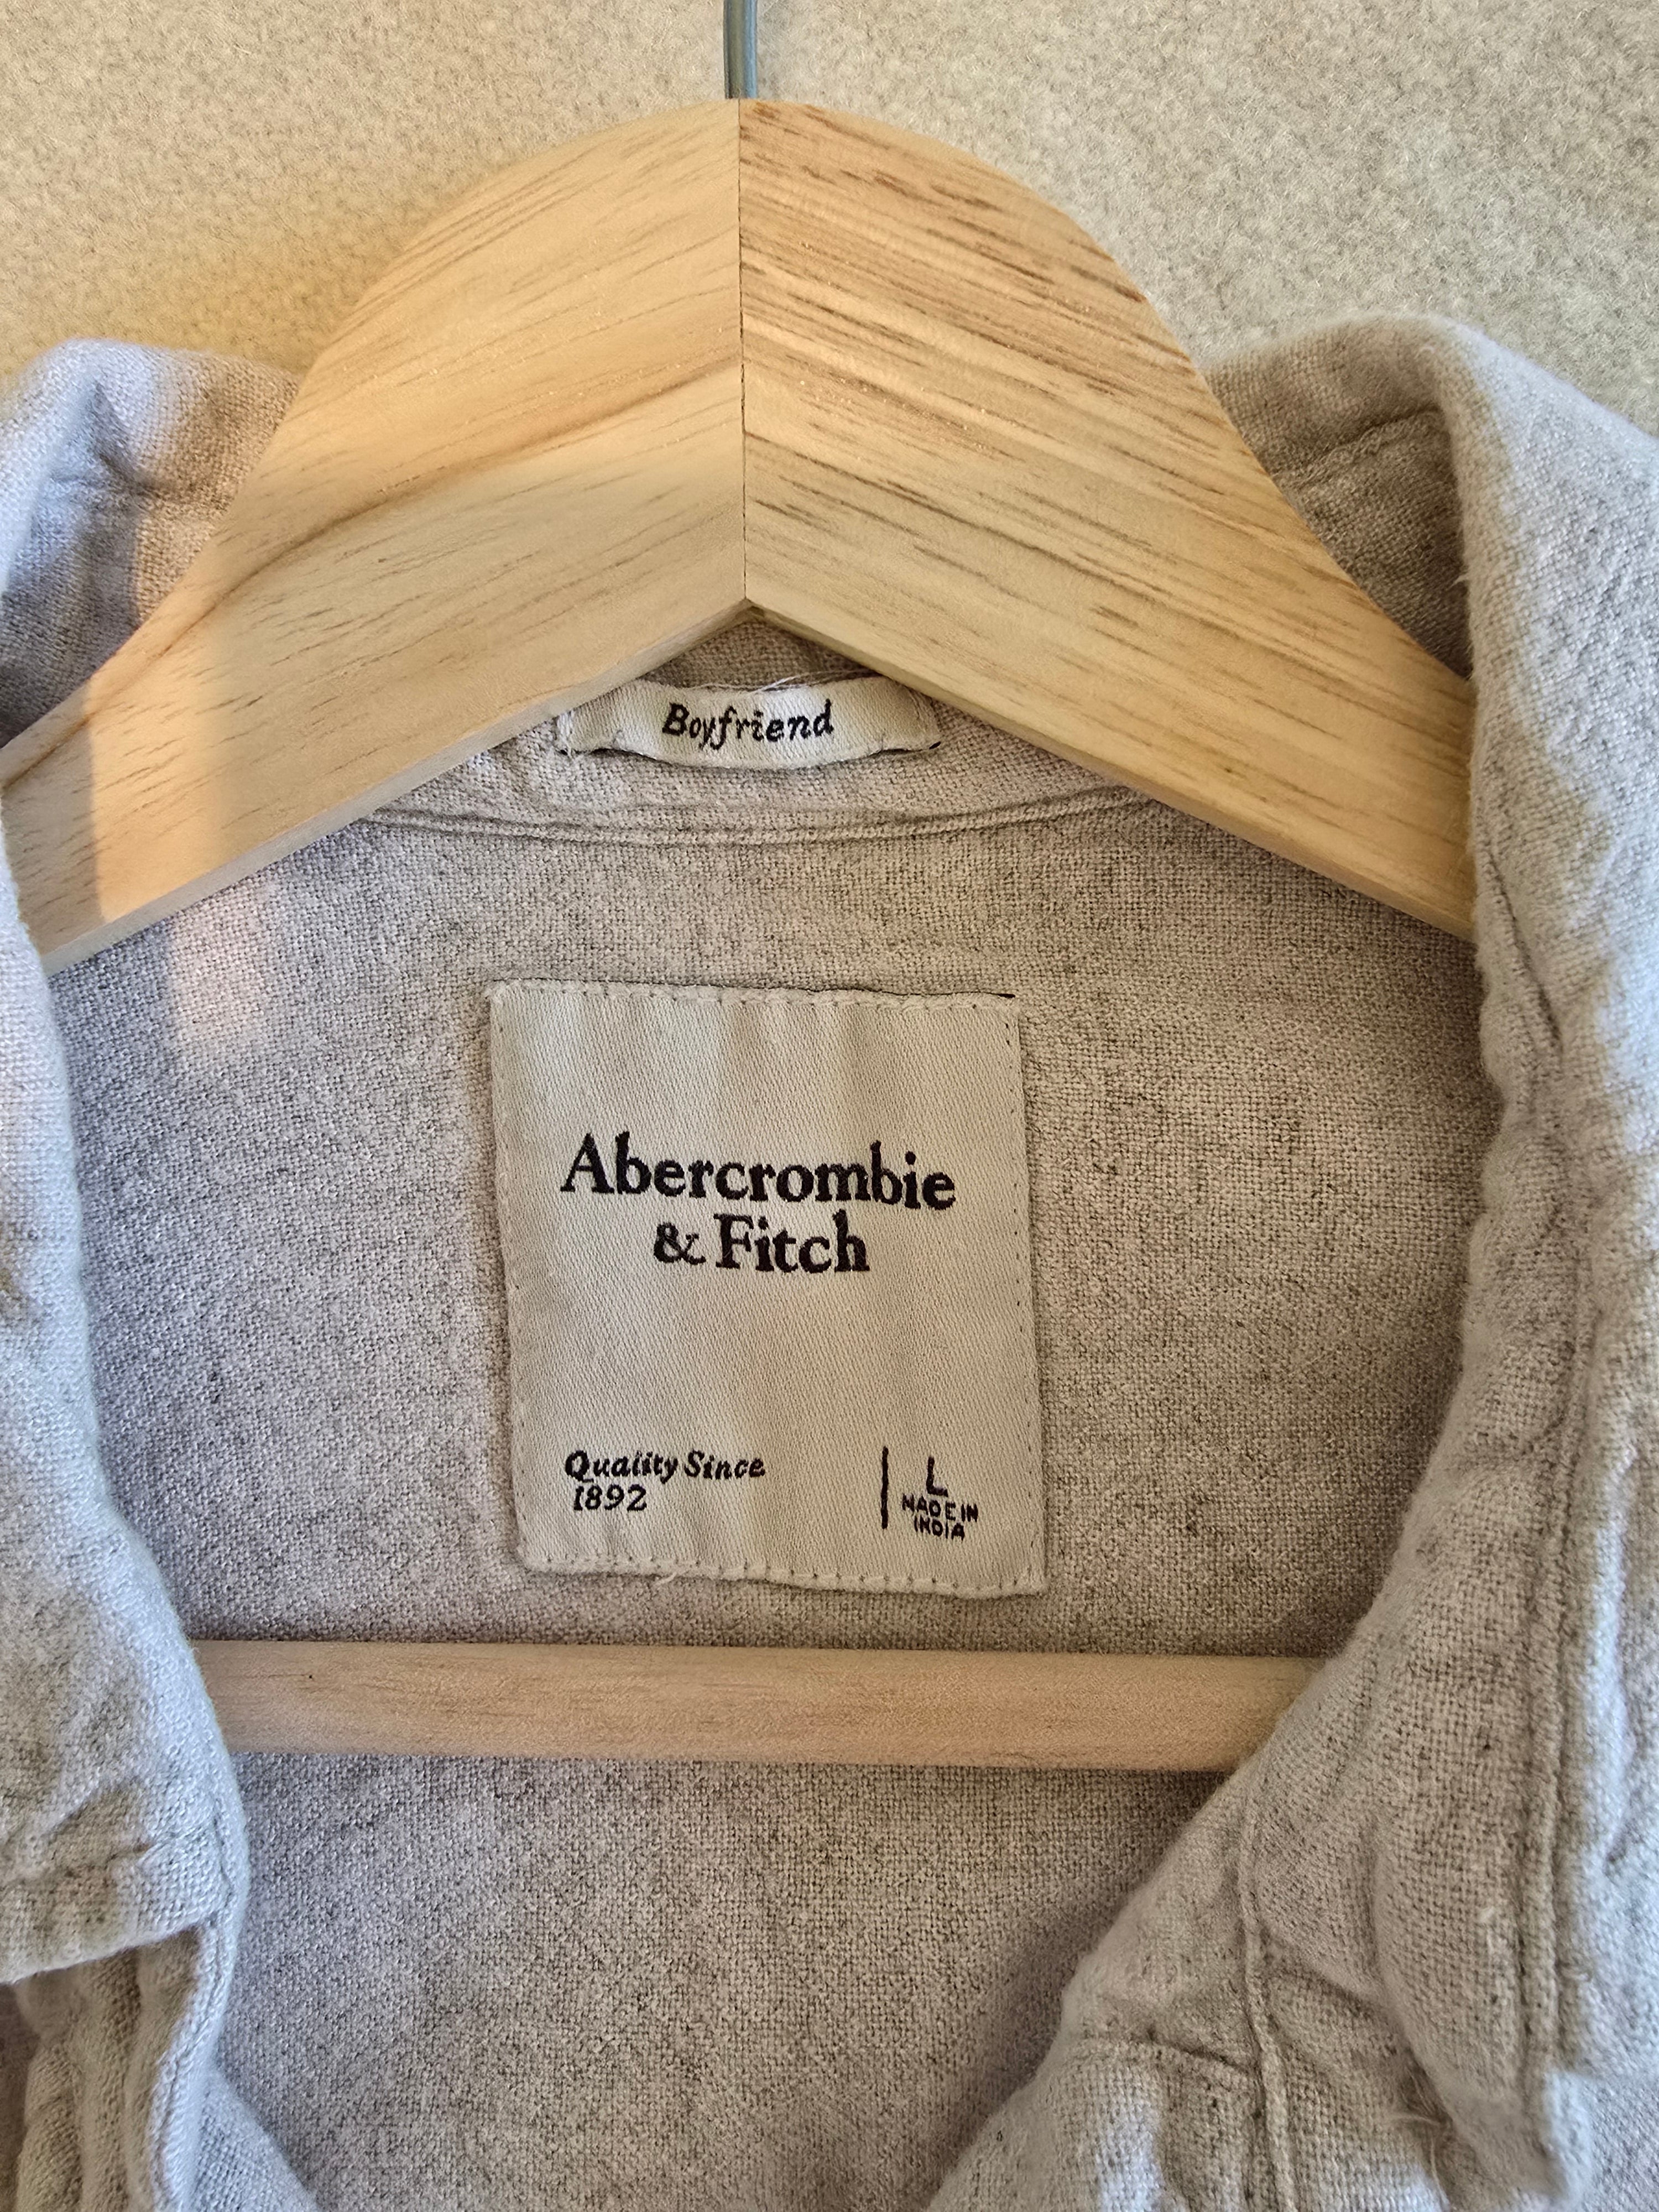 Boyfriend
Abercrombie
& Fitch
Quality Since
1892
L
MADE IN
INDIA